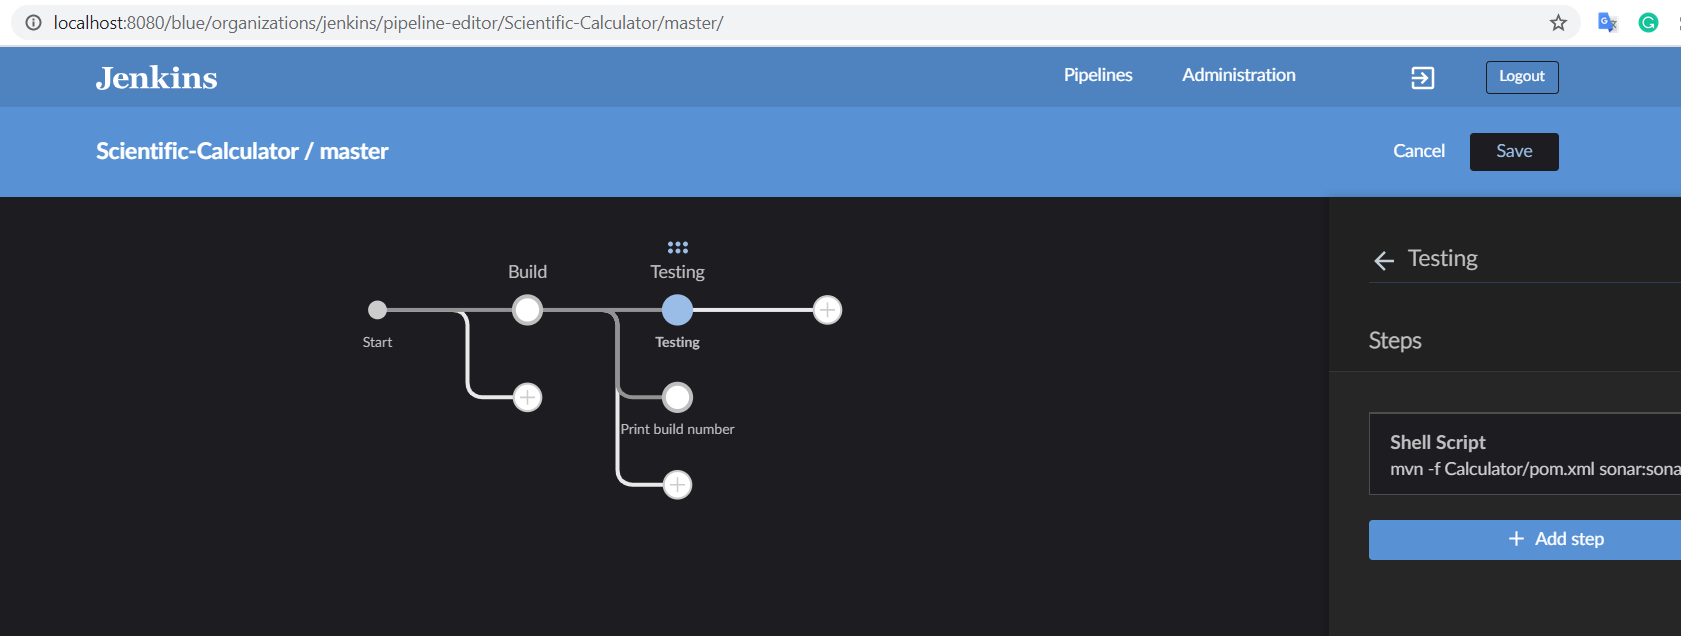 localhost:8080/blue/organizations/jenkins/pipeline-editor/Scientific-Calculator/master/
Jenkins
Pipelines
Administration
Logout
Scientific-Calculator / master
Cancel
Save
Build
Testing
Start
Testing
Print build number
Testing
Steps
Shell Script
mvn -f Calculator/pom.xml sonar:sona
+ Add step